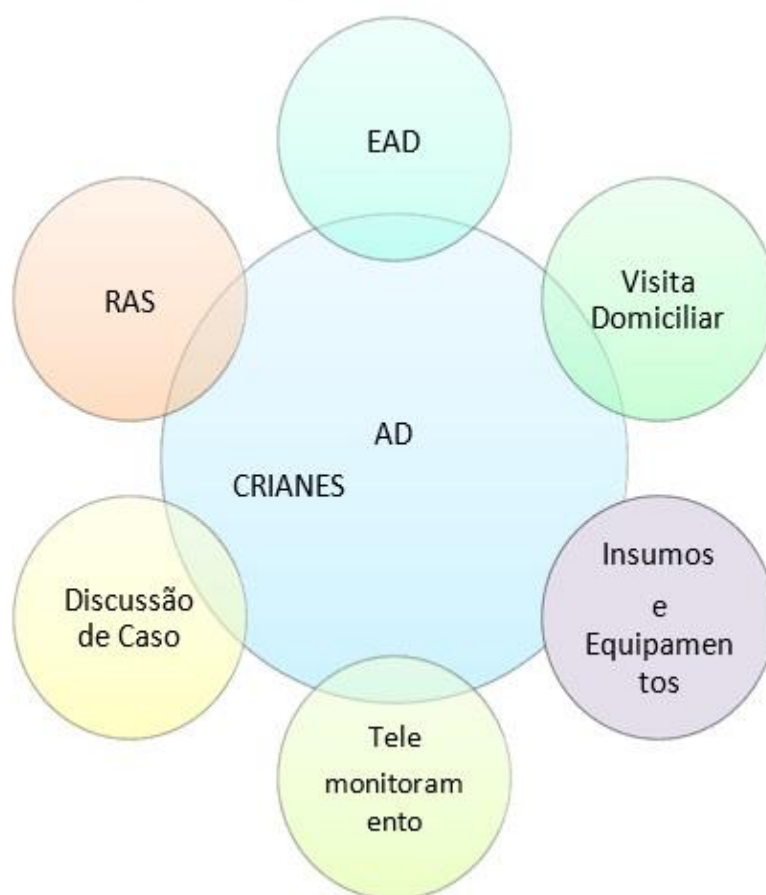 EAD
RAS
Visita
Domiciliar
AD
CRIANES
Discussão
de Caso
Insumos
e
Equipamen
tos
Tele
monitoram
ento